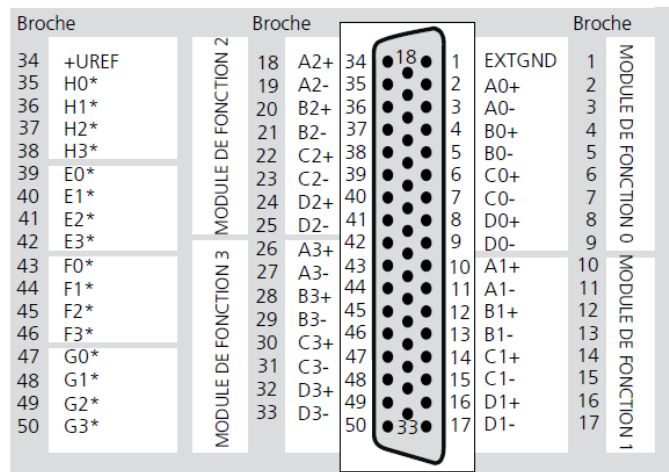 Broche Broche Broche
34 +UREF
35 H0*
36 H1*
37 H2*
38 H3*
39 E0*
40 E1*
41 E2*
42 E3*
43 F0*
44 F1*
45 F2*
46 F3*
47 G0*
48 G1*
49 G2*
50 G3*
MODULE DE FONCTION 2
MODULE DE FONCTION 3
18 A2+
19 A2-
20 B2+
21 B2-
22 C2+
23 C2-
24 D2+
25 D2-
26 A3+
27 A3-
28 B3+
29 B3-
30 C3+
31 C3-
32 D3+
33 D3-
34 18 1
35 2
36 3
37 4
38 5
39 6
40 7
41 8
42 9
43 10
44 11
45 12
46 13
47 14
48 15
49 16
50 33 17
EXTGND 1
A0+ 2
A0- 3
B0+ 4
B0- 5
C0+ 6
C0- 7
D0+ 8
D0- 9
A1+ 10
A1- 11
B1+ 12
B1- 13
C1+ 14
C1- 15
D1+ 16
D1- 17
MODULE DE FONCTION 0
MODULE DE FONCTION 1